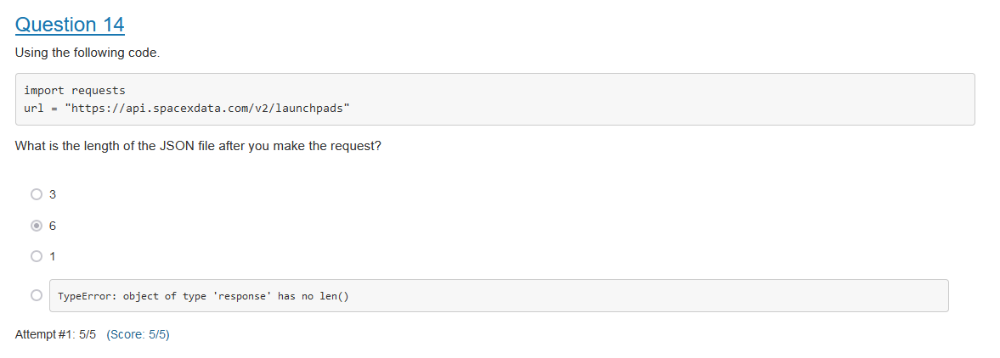 Question 14
Using the following code.
import requests
url = "https://api.spacexdata.com/v2/launchpads"
What is the length of the JSON file after you make the request?
3
6
1
TypeError: object of type 'response' has no len()
Attempt #1: 5/5 (Score: 5/5)